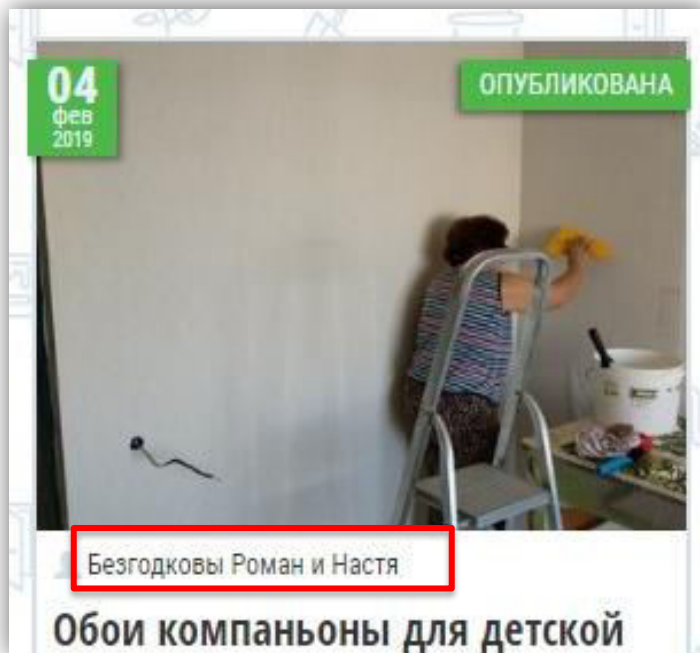 04
фев
2019
ОПУБЛИКОВАНА
Безгодковы Роман и Настя
Обои компаньоны для детской